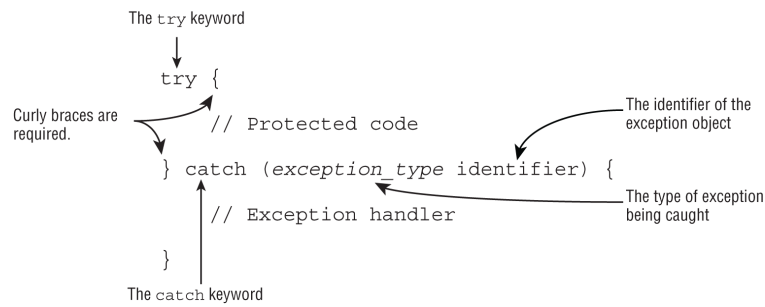 The try keyword
try {
Curly braces are
required.
// Protected code
The identifier of the
exception object
} catch (exception_type identifier) {
The type of exception
being caught
// Exception handler
}
The catch keyword